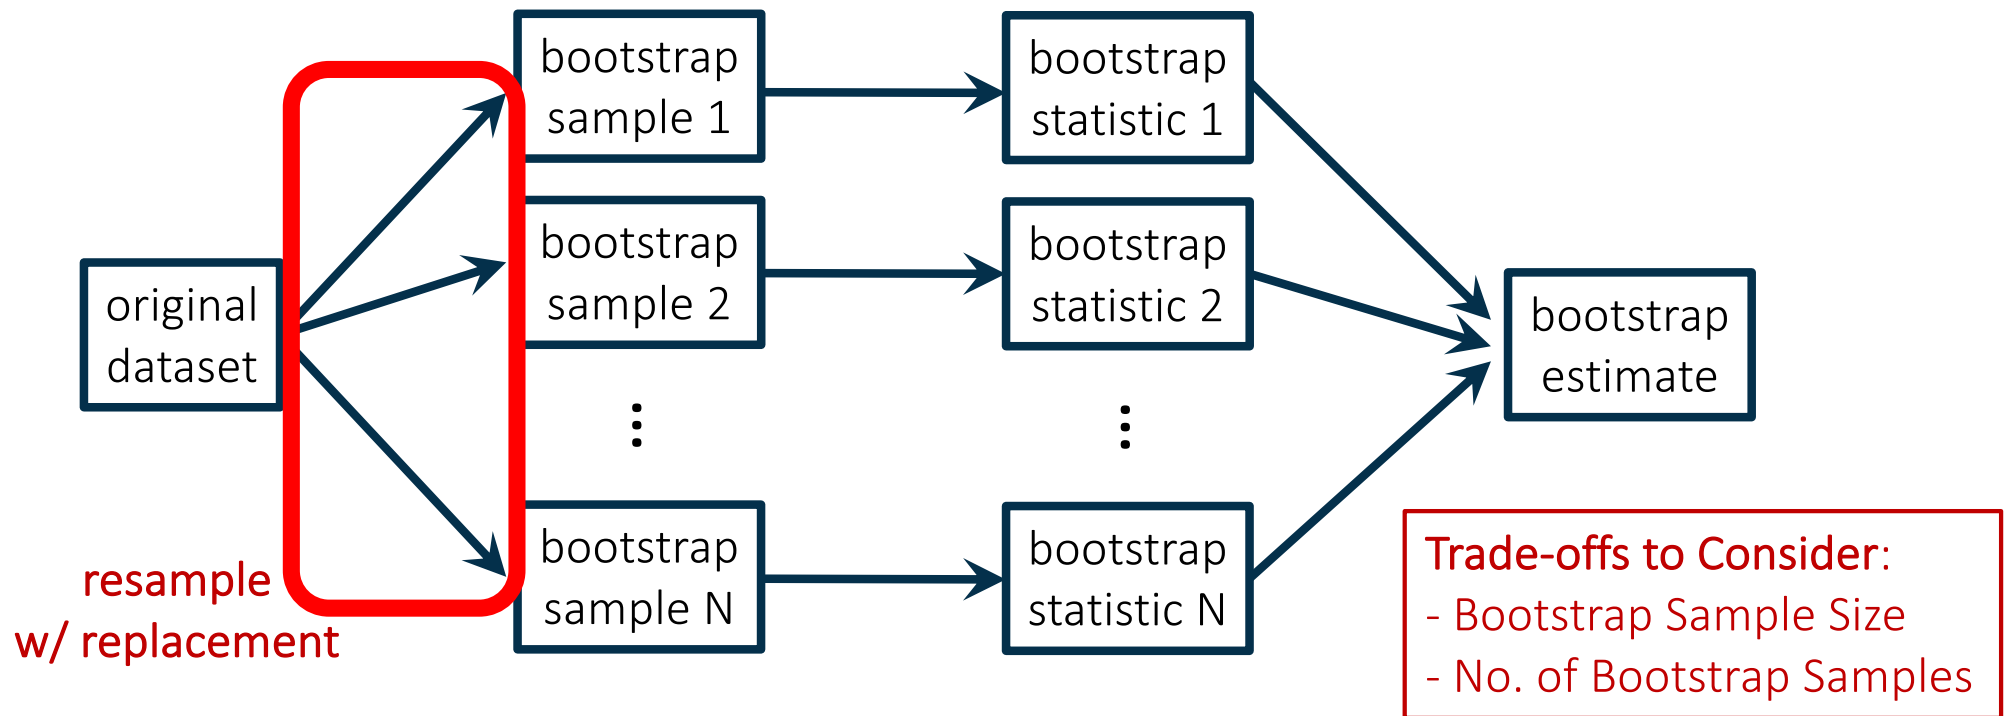 original
dataset
resample
w/ replacement
bootstrap
sample 1
bootstrap
sample 2
⋮
bootstrap
sample N
bootstrap
statistic 1
bootstrap
statistic 2
⋮
bootstrap
statistic N
bootstrap
estimate
Trade-offs to Consider:
- Bootstrap Sample Size
- No. of Bootstrap Samples